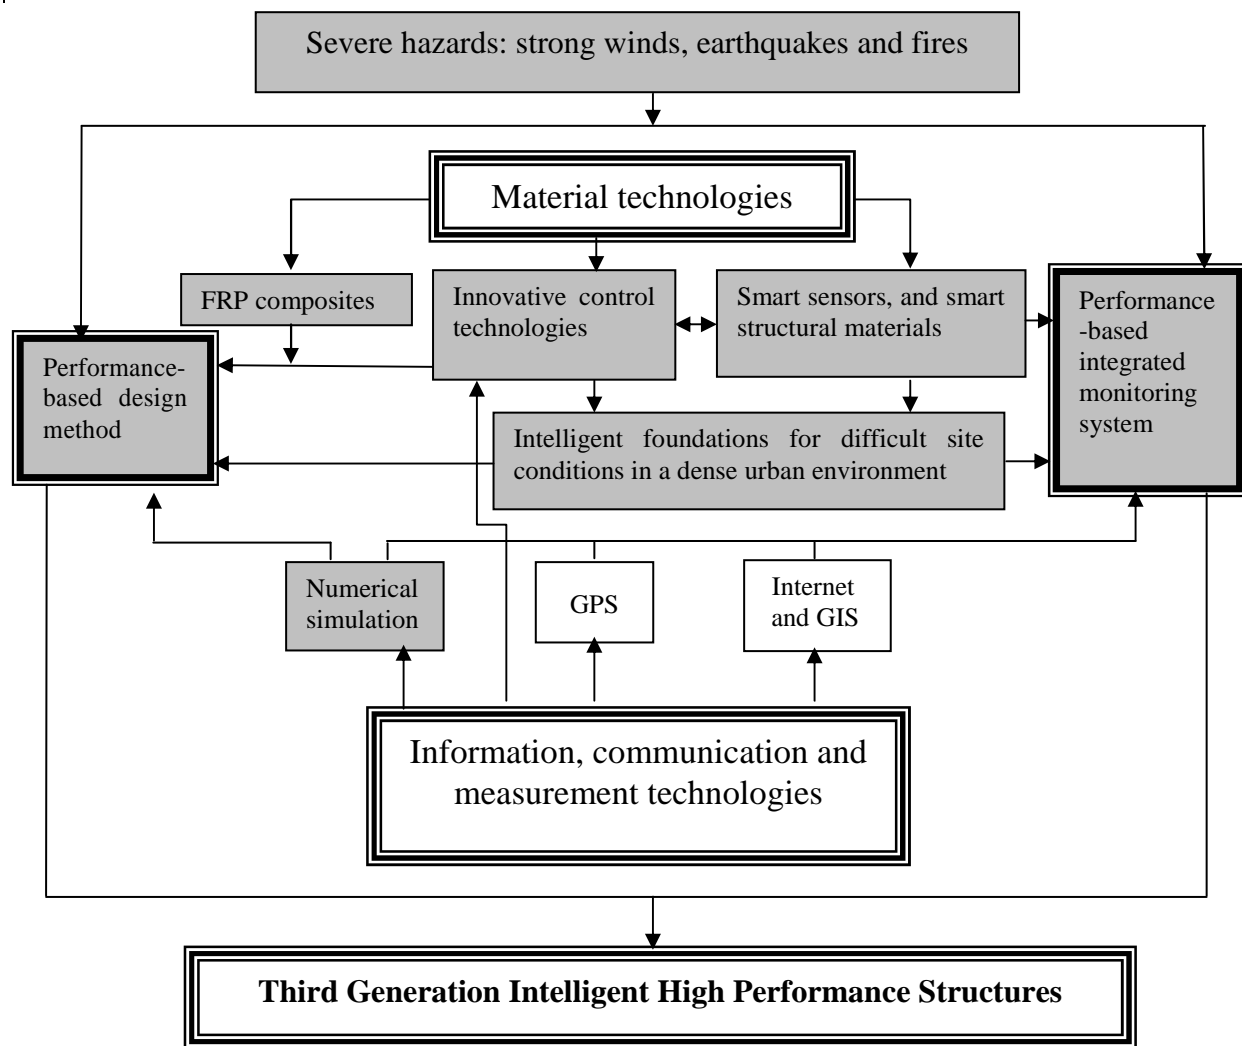 Severe hazards: strong winds, earthquakes and fires
Material technologies
FRP composites
Innovative control
technologies
Smart sensors, and smart
structural materials
Performance
-based
integrated
monitoring
system
Performance-
based design
method
Intelligent foundations for difficult site
conditions in a dense urban environment
Numerical
simulation
GPS
Internet
and GIS
Information, communication and
measurement technologies
Third Generation Intelligent High Performance Structures